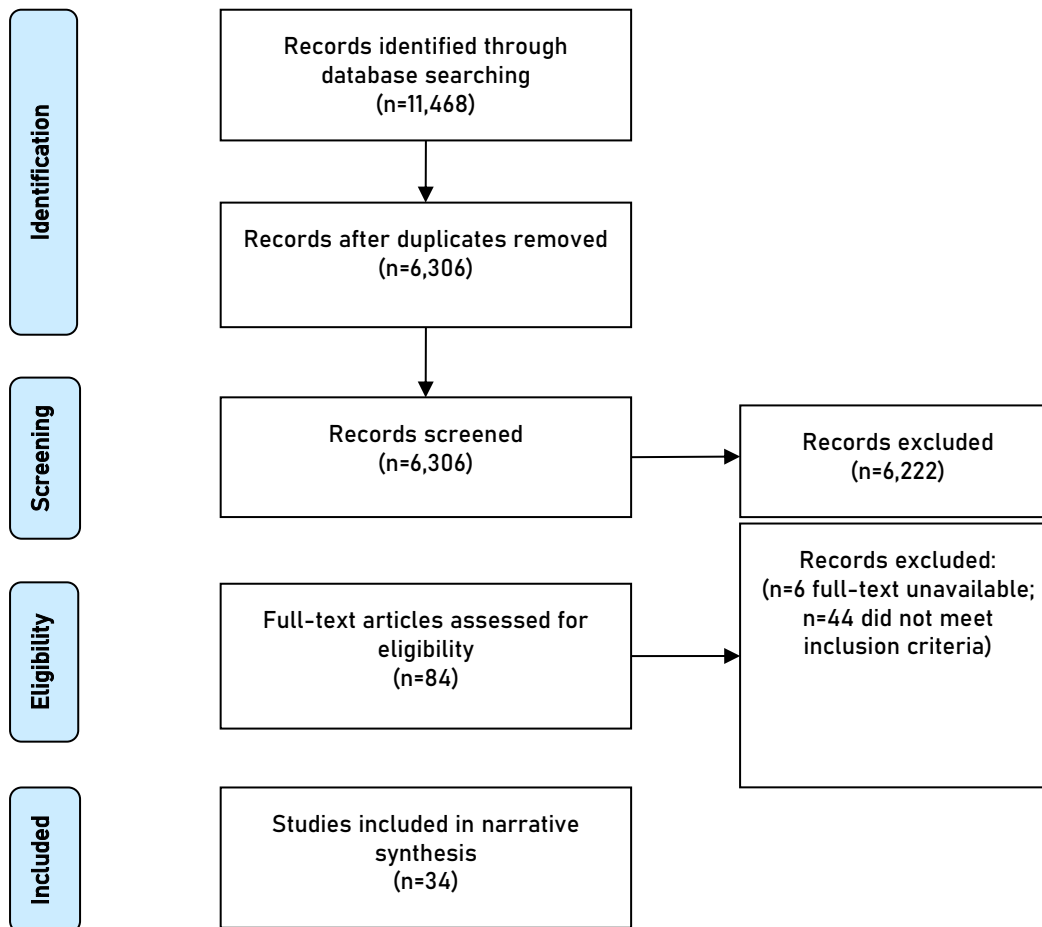 Identification
Records identified through
database searching
(n=11,468)
Records after duplicates removed
(n=6,306)
Screening
Records screened
(n=6,306)
Records excluded
(n=6,222)
Eligibility
Full-text articles assessed for
eligibility
(n=84)
Records excluded:
(n=6 full-text unavailable;
n=44 did not meet
inclusion criteria)
Included
Studies included in narrative
synthesis
(n=34)